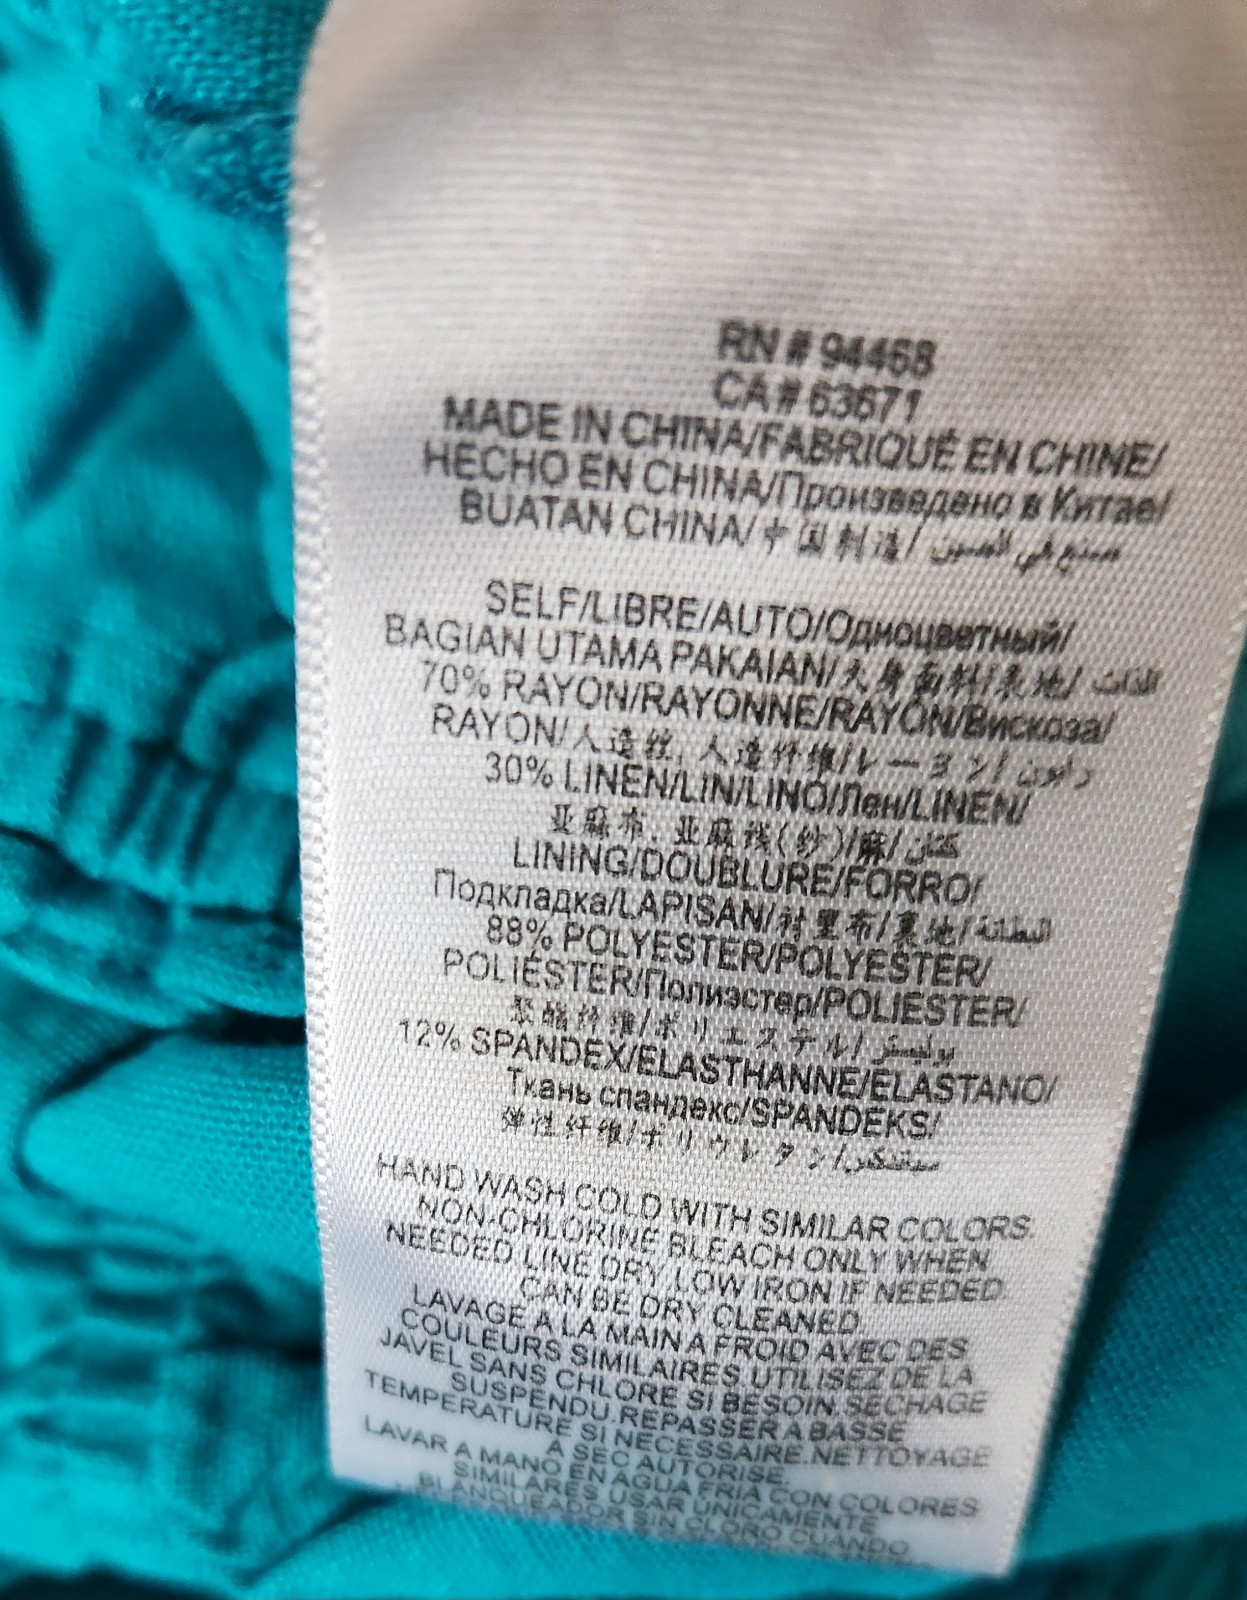 RN # 94468
CA # 63671
MADE IN CHINA/FABRIQUÉ EN CHINE/
HECHO EN CHINA/Произведено в Китае/
BUATAN CHINA/中国制造/ صنع في الصين
SELF/LIBRE/AUTO/Одноцветный/
BAGIAN UTAMA PAKAIAN/大身面料/表地/ الذات
70% RAYON/RAYONNE/RAYÓN/Вискоза/
RAYON/人造丝, 人造纤维/レーヨン/ رايون
30% LINEN/LIN/LINO/Лен/LINEN/
亚麻布, 亚麻线(纱)/麻/ كتان
LINING/DOUBLURE/FORRO/
Подкладка/LAPISAN/衬里布/裏地/ البطانة
88% POLYESTER/POLYESTER/
POLIÉSTER/Полиэстер/POLIESTER/
聚酯纤维/ポリエステル/ بوليستر
12% SPANDEX/ELASTHANNE/ELASTANO/
Ткань спандекс/SPANDEKS/
弹性纤维/ポリウレタン/ سباندكس
HAND WASH COLD WITH SIMILAR COLORS.
NON-CHLORINE BLEACH ONLY WHEN
NEEDED.LINE DRY, LOW IRON IF NEEDED.
CAN BE DRY CLEANED.
LAVAGE A LA MAIN A FROID AVEC DES
COULEURS SIMILAIRES.UTILISEZ DE LA
JAVEL SANS CHLORE SI BESOIN.SECHAGE
SUSPENDU.REPASSER A BASSE
TEMPERATURE SI NECESSAIRE.NETTOYAGE
A SEC AUTORISE.
LAVAR A MANO EN AGUA FRIA CON COLORES
SIMILARES USAR UNICAMENTE
BLANQUEADOR SIN CLORO CUANDO